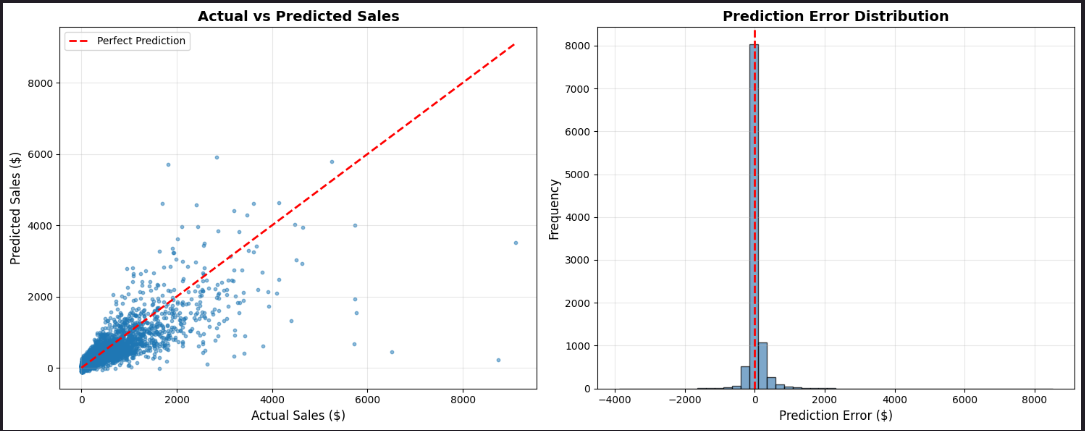 Actual vs Predicted Sales
Perfect Prediction
Predicted Sales ($)
8000
6000
4000
2000
0
0 2000 4000 6000 8000
Actual Sales ($)
Prediction Error Distribution
Frequency
8000
7000
6000
5000
4000
3000
2000
1000
0
−4000 −2000 0 2000 4000 6000 8000
Prediction Error ($)